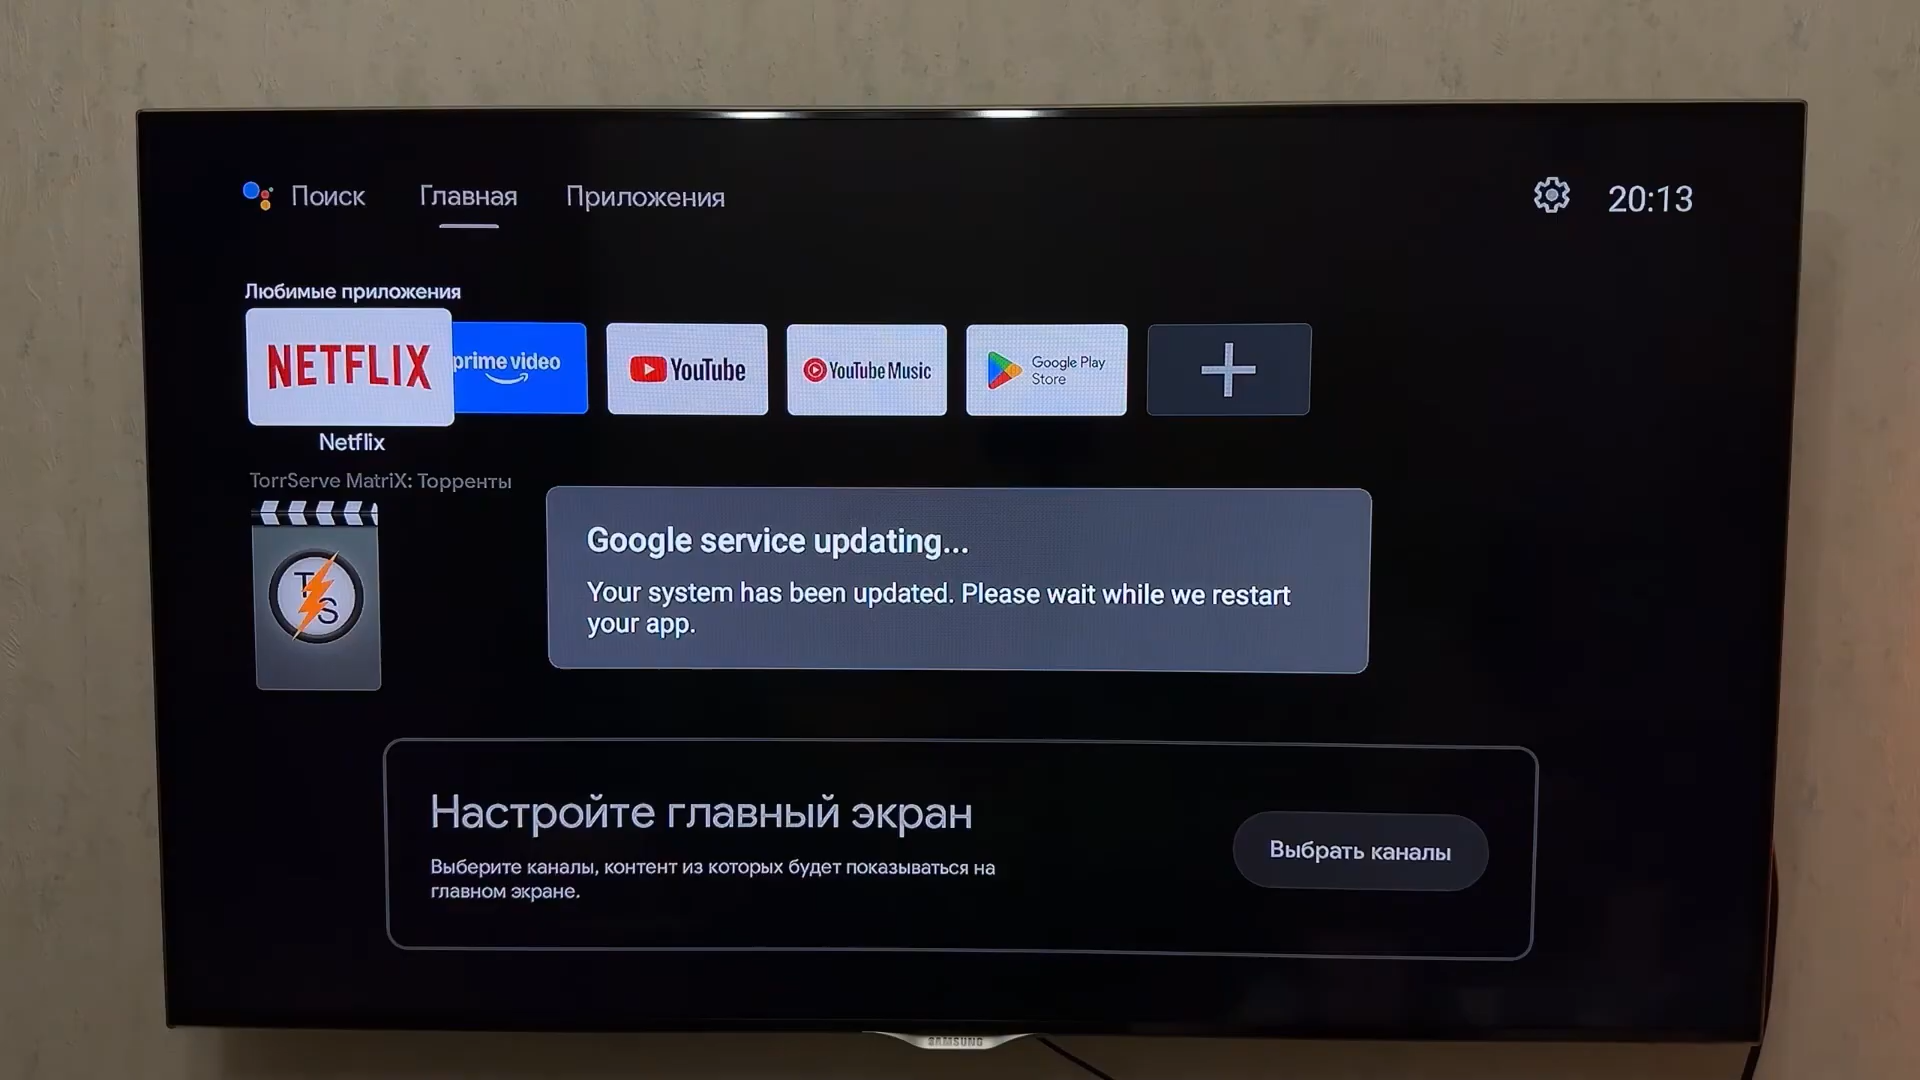 Поиск Главная Приложения 20:13
Любимые приложения
NETFLIX prime video YouTube YouTube Music Google Play
Store
Netflix
TorrServe MatriX: Торренты
T
S
Google service updating...
Your system has been updated. Please wait while we restart
your app.
Настройте главный экран
Выберите каналы, контент из которых будет показываться на
главном экране.
Выбрать каналы
SAMSUNG